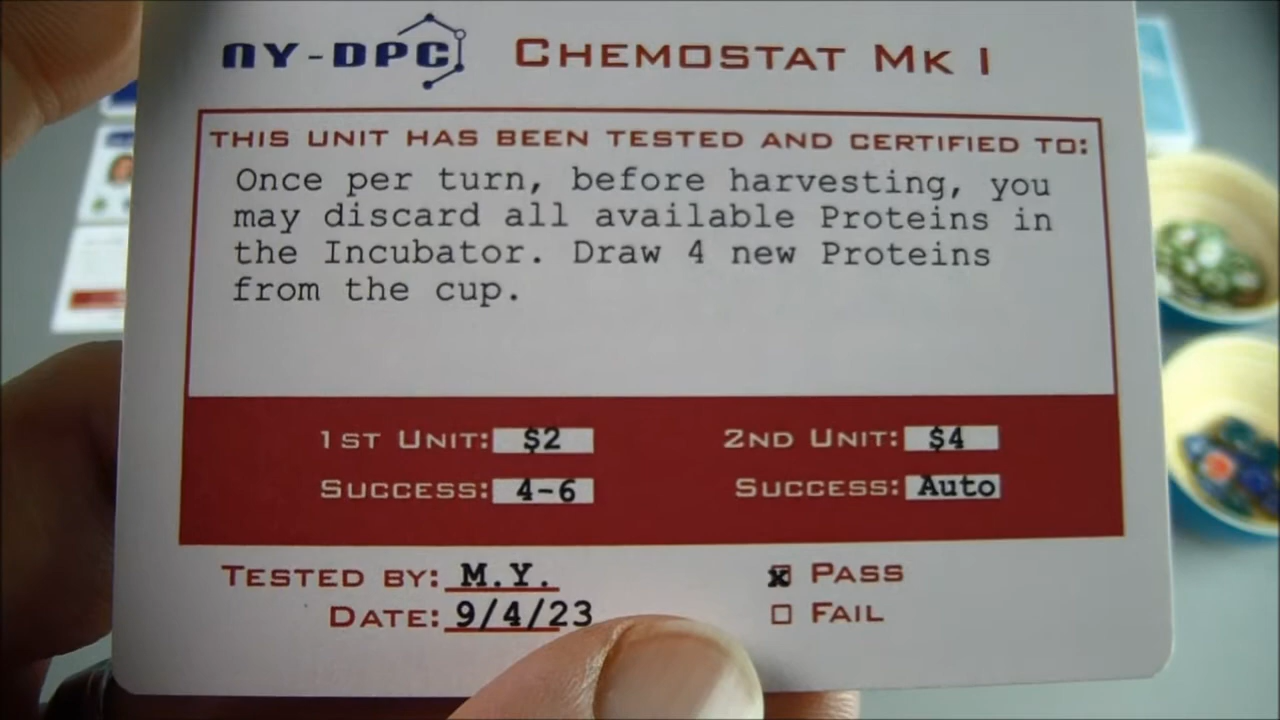 NY-DPC CHEMOSTAT MK I
THIS UNIT HAS BEEN TESTED AND CERTIFIED TO:
Once per turn, before harvesting, you
may discard all available Proteins in
the Incubator. Draw 4 new Proteins
from the cup.
1ST UNIT: $2 2ND UNIT: $4
SUCCESS: 4-6 SUCCESS: Auto
TESTED BY: M.Y. PASS
DATE: 9/4/23 FAIL